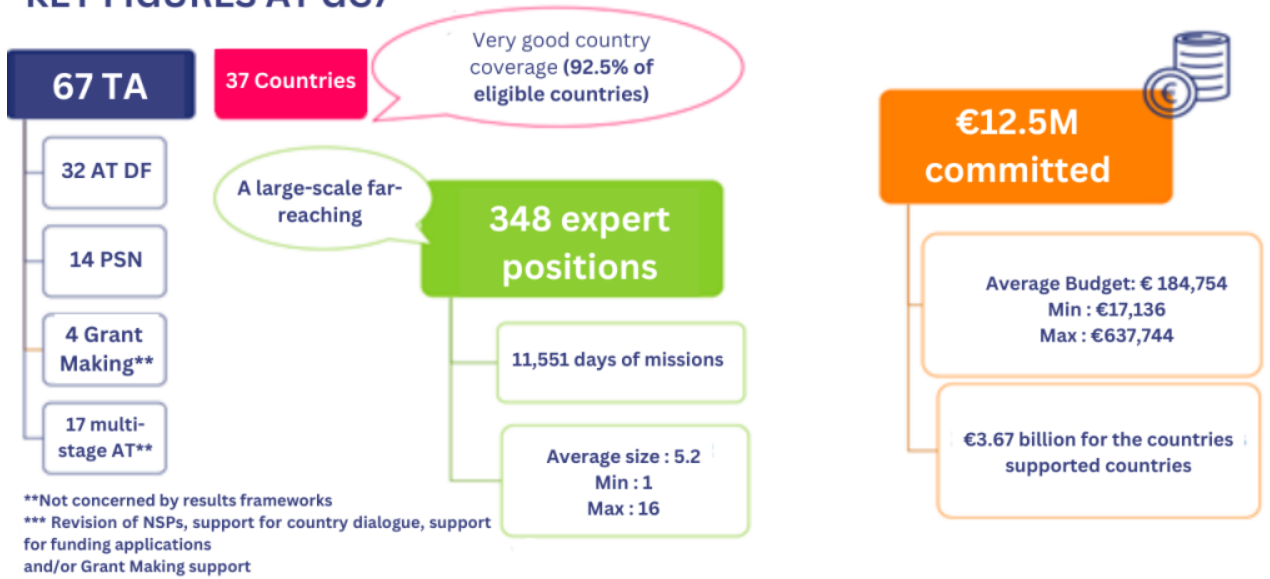 KEY FIGURES AT GC7
67 TA
37 Countries
Very good country
coverage (92.5% of
eligible countries)
32 AT DF
14 PSN
4 Grant
Making**
17 multi-
stage AT**
A large-scale far-
reaching
348 expert
positions
11,551 days of missions
Average size : 5.2
Min : 1
Max : 16
€12.5M
committed
€
Average Budget: € 184,754
Min : €17,136
Max : €637,744
€3.67 billion for the countries
supported countries
**Not concerned by results frameworks
*** Revision of NSPs, support for country dialogue, support
for funding applications
and/or Grant Making support